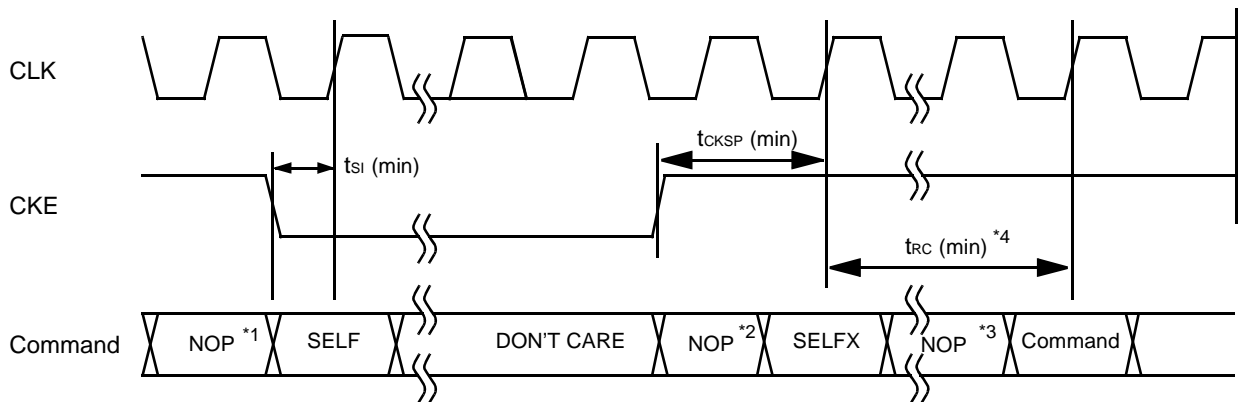 CLK
tCKSP (min)
tSI (min)
CKE
tRC (min) *4
Command NOP *1 SELF DON'T CARE NOP *2 SELFX NOP *3 Command